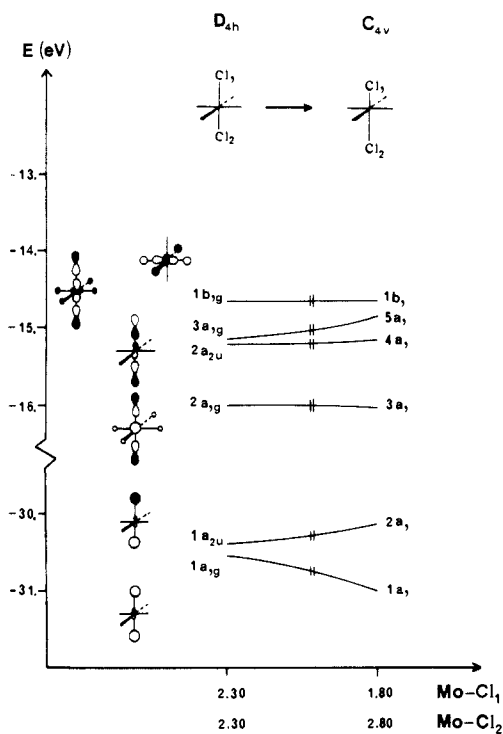 D4h C4v
E (eV)
Cl1 Cl1
Cl2 Cl2
-13.
-14.
1b1g 1b1
5a1
-15.
3a1g
2a2u 4a1
2a1g 3a1
-16.
-30.
2a1
1a2u
1a1g
-31.
1a1
2.30 1.80 Mo-Cl1
2.30 2.80 Mo-Cl2